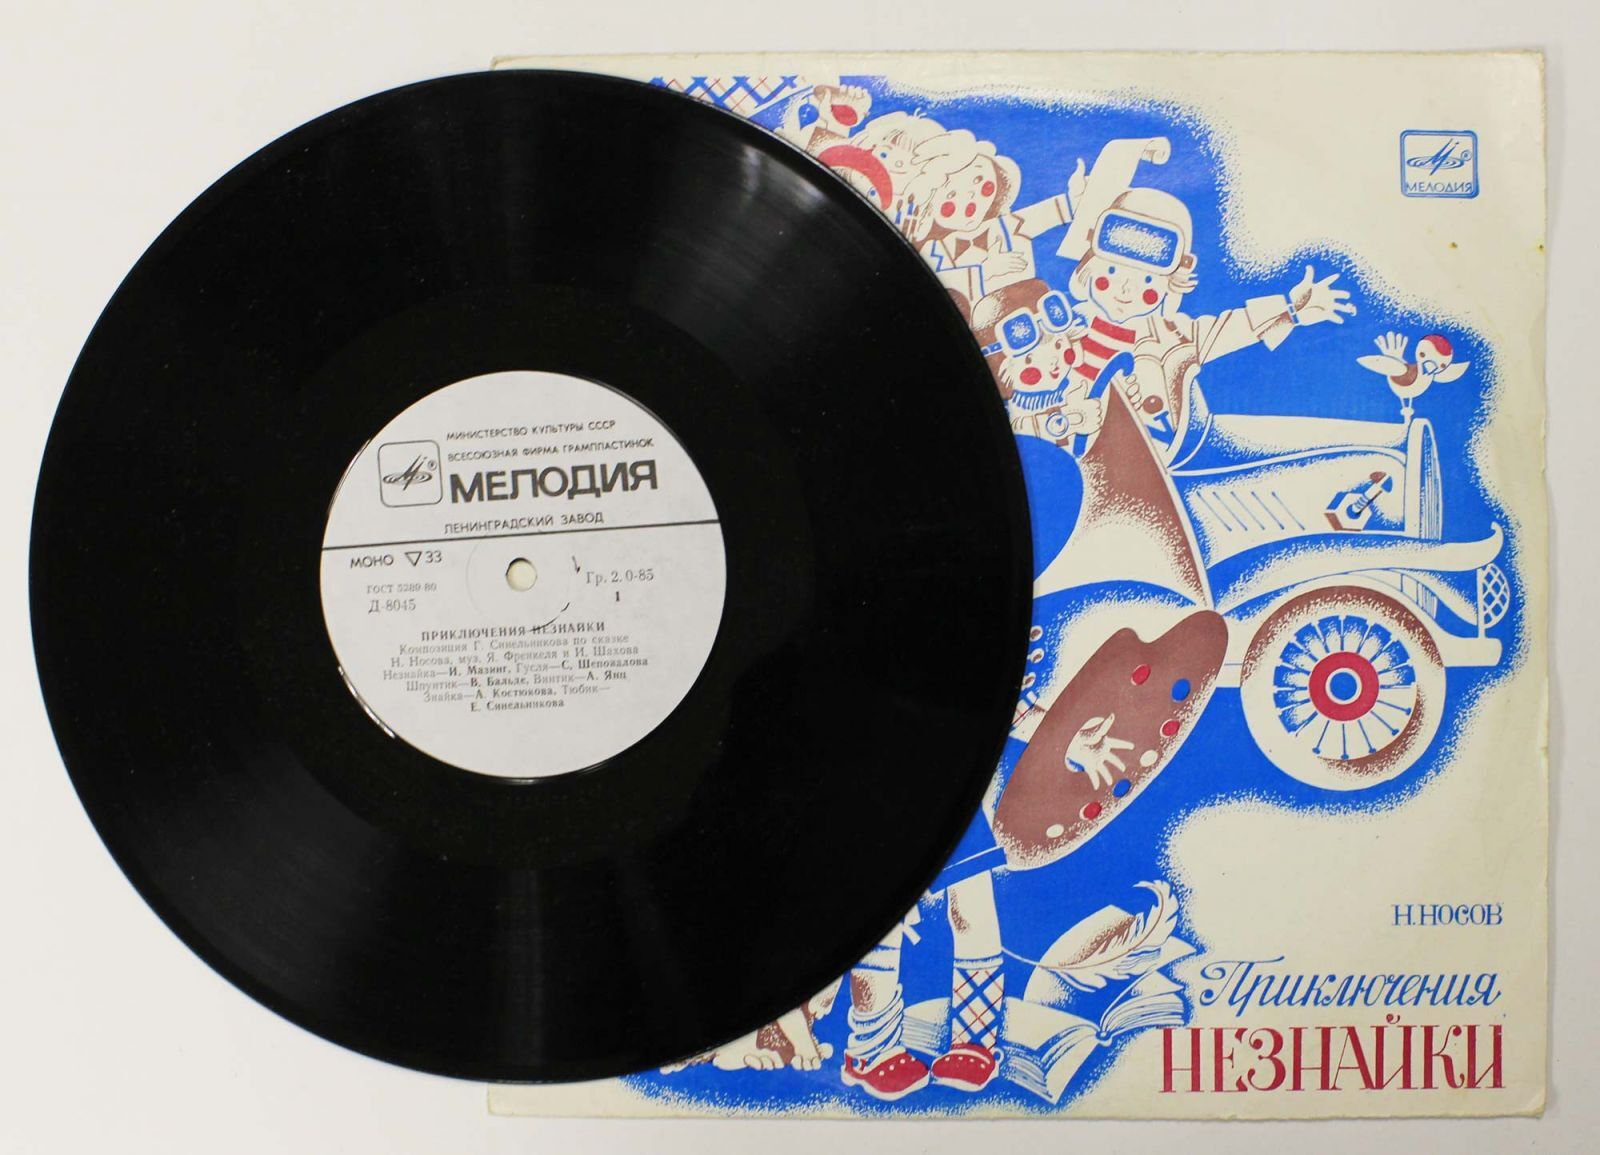 МИНИСТЕРСТВО КУЛЬТУРЫ СССР
ВСЕСОЮЗНАЯ ФИРМА ГРАМПЛАСТИНОК
МЕЛОДИЯ
ЛЕНИНГРАДСКИЙ ЗАВОД
МОНО 33
ГОСТ 5289-80
Д-8045
Гр. 2. 0-85
1
ПРИКЛЮЧЕНИЯ НЕЗНАЙКИ
Композиция Г. Синельникова по сказке
Н. Носова, муз. Я. Френкеля и И. Шахова
Незнайка—И. Мазинг, Гусля—С. Шеповалова
Шпунтик—В. Бальде, Винтик—А. Янц
Знайка—А. Костюкова, Тюбик—
Е. Синельникова
МЕЛОДИЯ
Н. НОСОВ
Приключения
НЕЗНАЙКИ